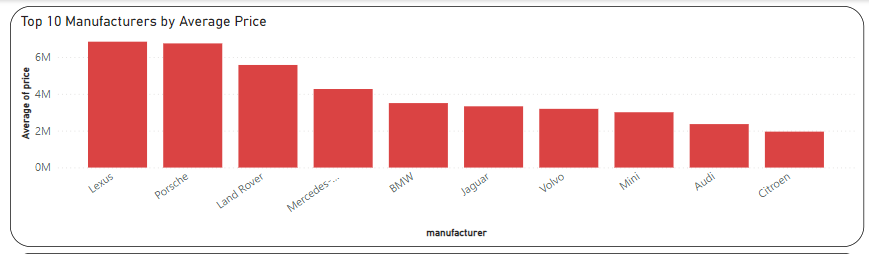 Top 10 Manufacturers by Average Price
Average of price
6M
4M
2M
0M
Lexus
Porsche
Land Rover
Mercedes-...
BMW
Jaguar
Volvo
Mini
Audi
Citroen
manufacturer